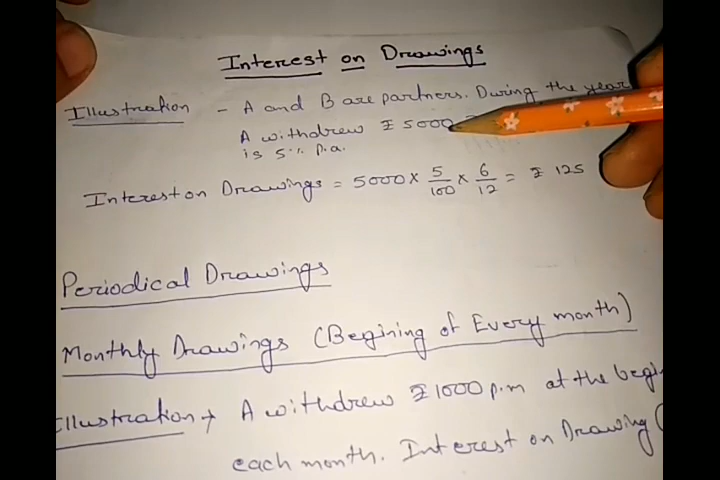 Interest on Drawings
Illustration - A and B are partners. During the year
A withdrew ₹ 5000
is 5% p.a.
Interest on Drawings = 5000 × 5/100 × 6/12 = ₹ 125
Periodical Drawings
Monthly Drawings (Begining of Every month)
Illustration → A withdrew ₹ 1000 p.m at the begi
each month. Interest on Drawing (